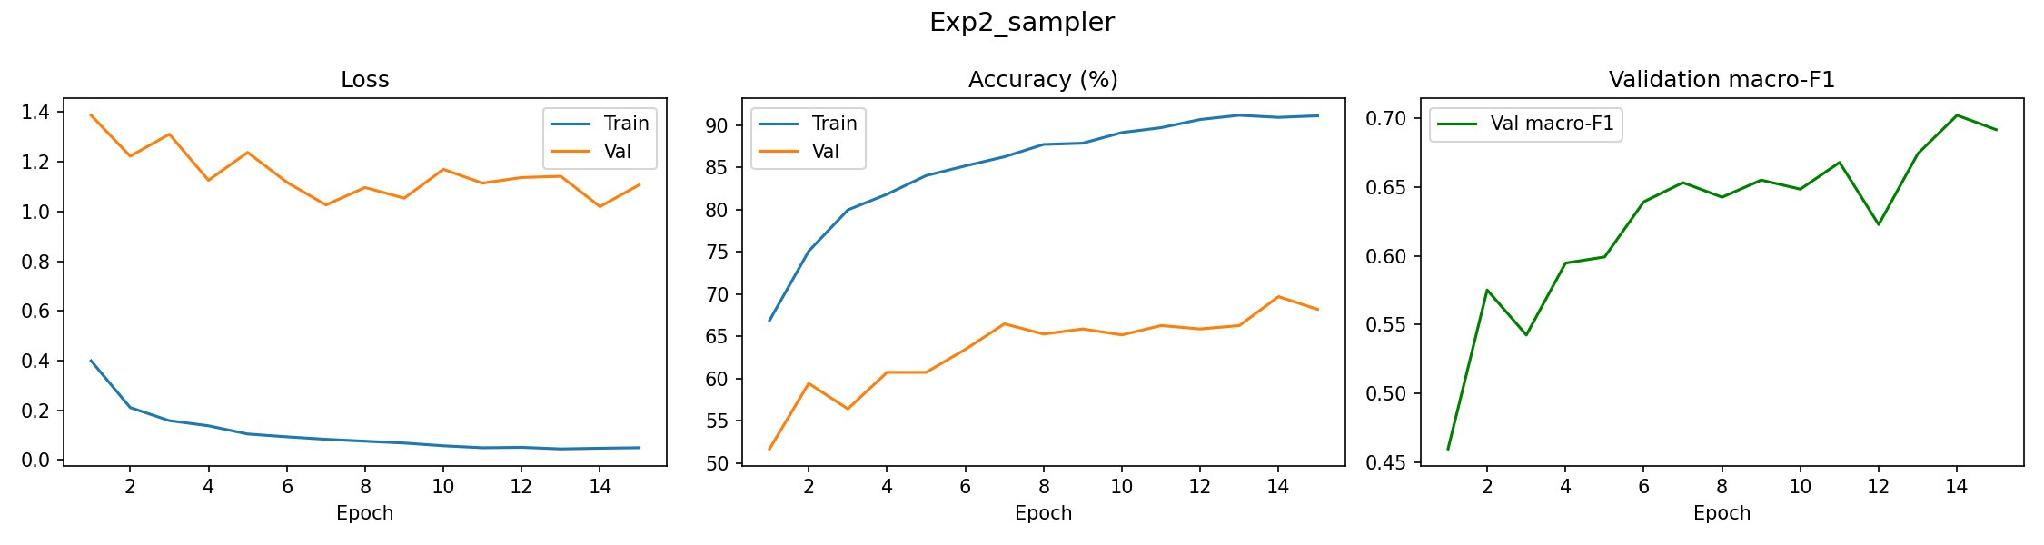 Exp2_sampler
Loss
1.4
1.2
1.0
0.8
0.6
0.4
0.2
0.0
Train
Val
2 4 6 8 10 12 14
Epoch
Accuracy (%)
90
85
80
75
70
65
60
55
50
Train
Val
2 4 6 8 10 12 14
Epoch
Validation macro-F1
0.70
0.65
0.60
0.55
0.50
0.45
Val macro-F1
2 4 6 8 10 12 14
Epoch